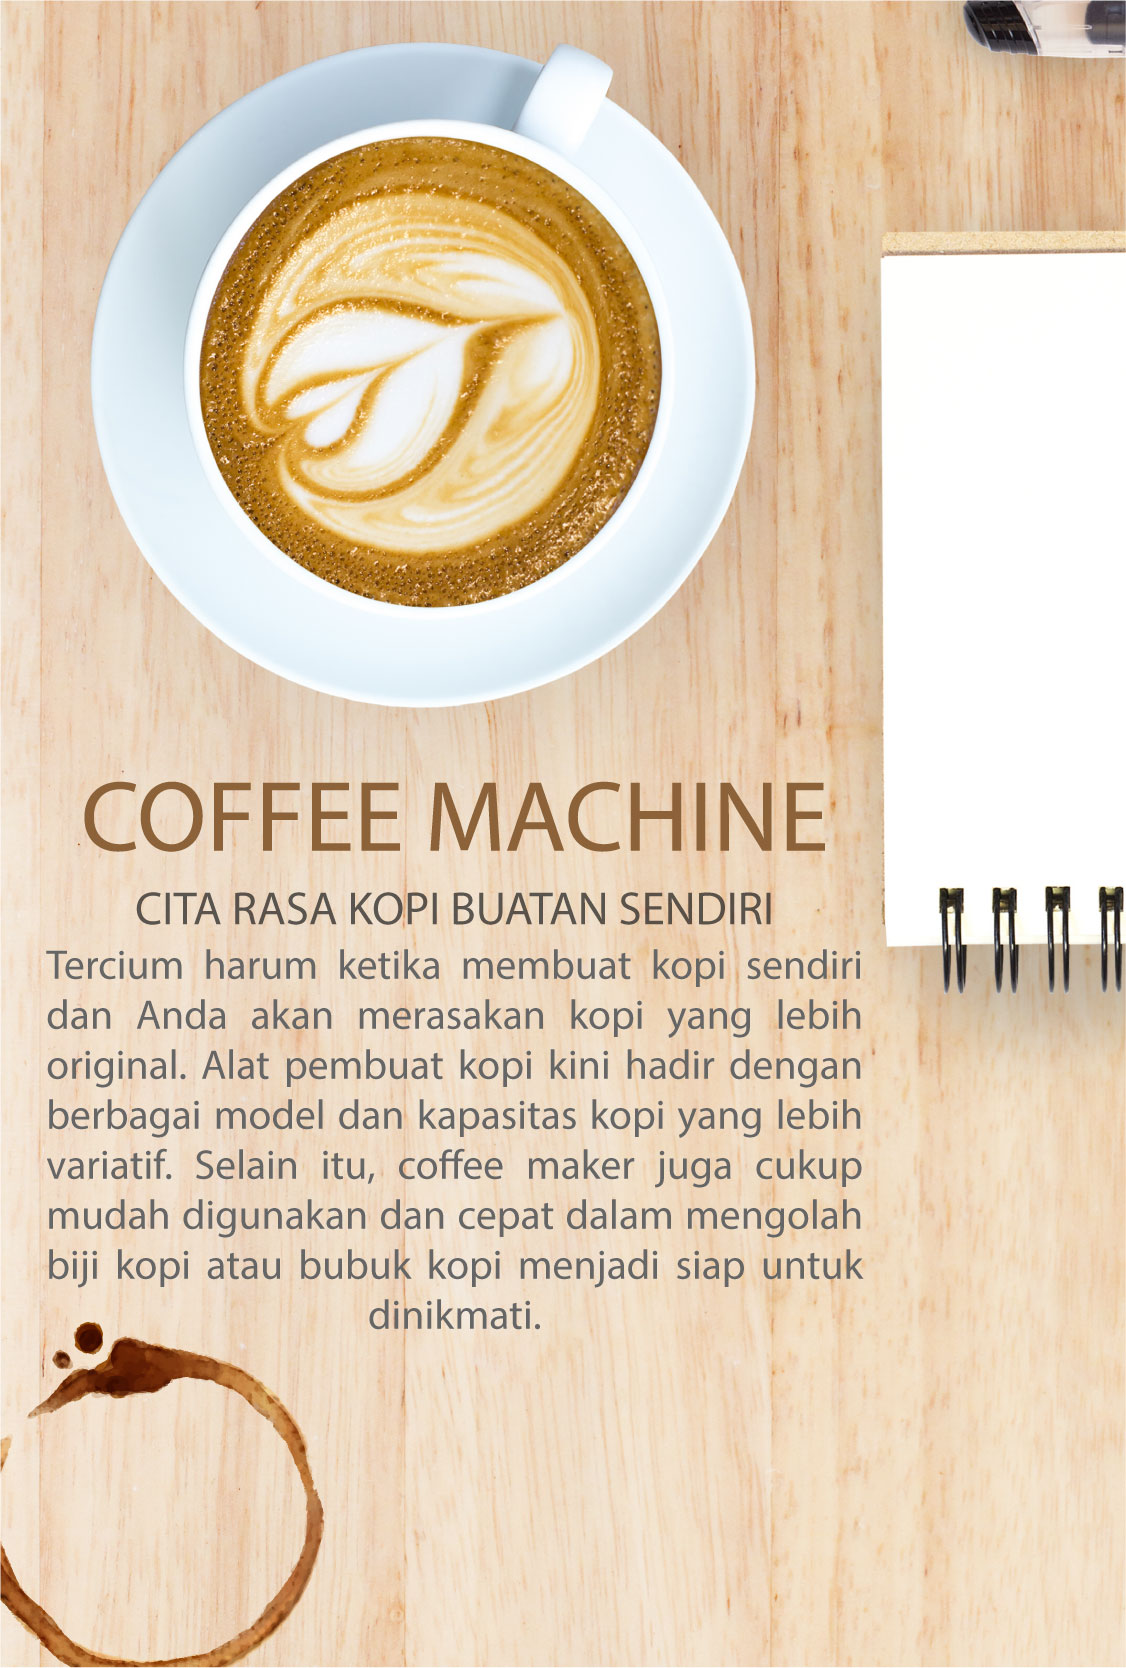 COFFEE MACHINE
CITA RASA KOPI BUATAN SENDIRI
Tercium harum ketika membuat kopi sendiri
dan Anda akan merasakan kopi yang lebih
original. Alat pembuat kopi kini hadir dengan
berbagai model dan kapasitas kopi yang lebih
variatif. Selain itu, coffee maker juga cukup
mudah digunakan dan cepat dalam mengolah
biji kopi atau bubuk kopi menjadi siap untuk
dinikmati.